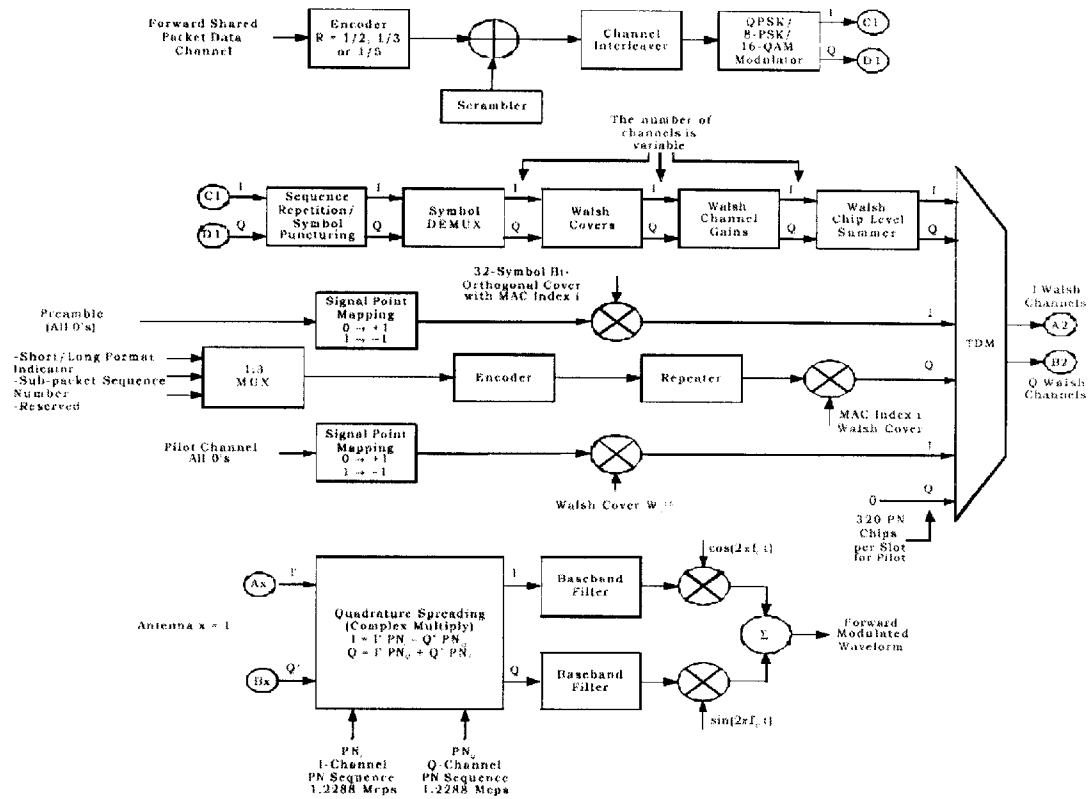 Forward Shared
Packet Data
Channel
Encoder
R = 1/2, 1/3
or 1/5
Scrambler
Channel
Interleaver
QPSK/
8-PSK/
16-QAM
Modulator
I
Q
C1
D1
The number of
channels is
variable
C1
D1
I
Q
Sequence
Repetition/
Symbol
Puncturing
I
Q
Symbol
DEMUX
I
Q
Walsh
Covers
I
Q
Walsh
Channel
Gains
I
Q
Walsh
Chip Level
Summer
I
Q
32-Symbol Bi-
Orthogonal Cover
with MAC Index i
Preamble
(All 0's)
Signal Point
Mapping
0 → +1
1 → −1
I
-Short/Long Format
Indicator
-Sub-packet Sequence
Number
-Reserved
1.3
MUX
Encoder
Repeater
Q
MAC Index i
Walsh Cover
Pilot Channel
All 0's
Signal Point
Mapping
0 → +1
1 → −1
I
Walsh Cover
0
Q
320 PN
Chips
per Slot
for Pilot
TDM
I Walsh
Channels
A2
B2
Q Walsh
Channels
Antenna x = 1
Ax
I'
Bx
Q'
Quadrature Spreading
(Complex Multiply)
I = I' PN − Q' PN
Q = I' PN + Q' PN
I
Q
Baseband
Filter
Baseband
Filter
cos(2πf t)
sin(2πf t)
Σ
Forward
Modulated
Waveform
PN
I-Channel
PN Sequence
1.2288 Mcps
PN
Q-Channel
PN Sequence
1.2288 Mcps